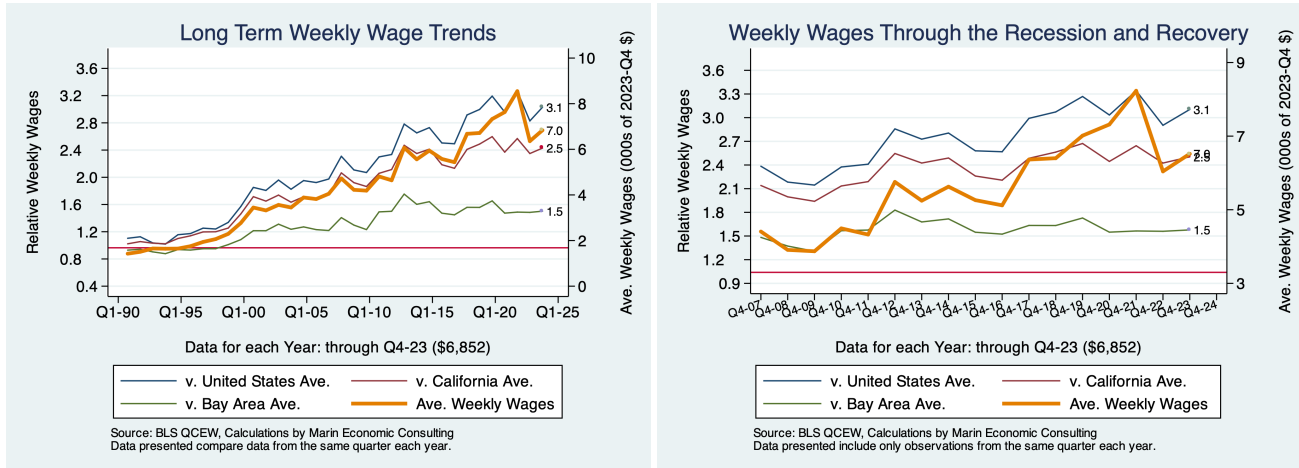 Long Term Weekly Wage Trends
Relative Weekly Wages
3.6
3.2
2.8
2.4
2.0
1.6
1.2
0.8
0.4
10
8
6
4
2
0
Ave. Weekly Wages (000s of 2023-Q4 $)
3.1
7.0
2.5
1.5
Q1-90 Q1-95 Q1-00 Q1-05 Q1-10 Q1-15 Q1-20 Q1-25
Data for each Year: through Q4-23 ($6,852)
v. United States Ave. v. California Ave.
v. Bay Area Ave. Ave. Weekly Wages
Source: BLS QCEW, Calculations by Marin Economic Consulting
Data presented compare data from the same quarter each year.
Weekly Wages Through the Recession and Recovery
Relative Weekly Wages
3.6
3.3
3.0
2.7
2.4
2.1
1.8
1.5
1.2
0.9
9
7
5
3
Ave. Weekly Wages (000s of 2023-Q4 $)
3.1
1.5
Q4-07 Q4-08 Q4-09 Q4-10 Q4-11 Q4-12 Q4-13 Q4-14 Q4-15 Q4-16 Q4-17 Q4-18 Q4-19 Q4-20 Q4-21 Q4-22 Q4-23 Q4-24
Data for each Year: through Q4-23 ($6,852)
v. United States Ave. v. California Ave.
v. Bay Area Ave. Ave. Weekly Wages
Source: BLS QCEW, Calculations by Marin Economic Consulting
Data presented include only observations from the same quarter each year.